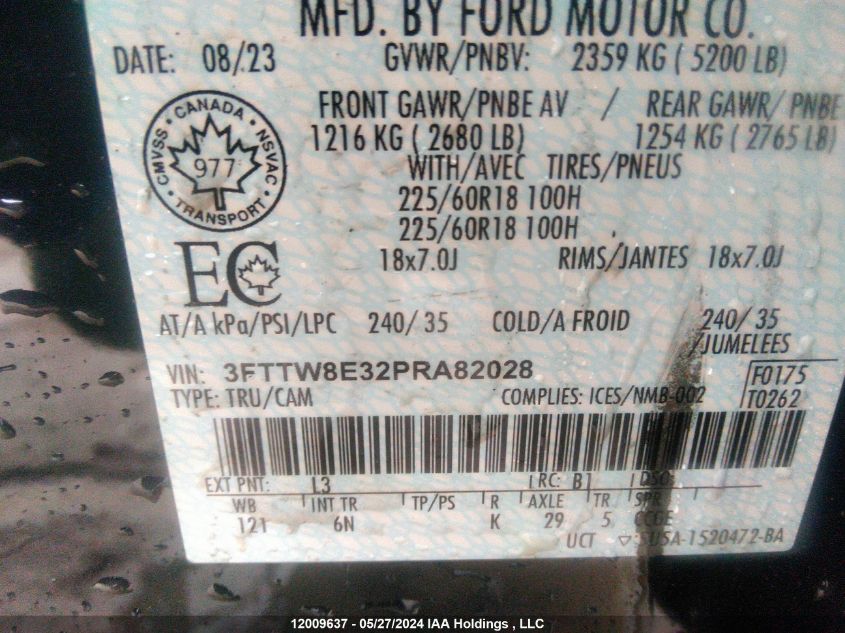 MFD. BY FORD MOTOR CO.
DATE: 08/23 GVWR/PNBV: 2359 KG ( 5200 LB)
FRONT GAWR/PNBE AV / REAR GAWR/ PNBE
1216 KG ( 2680 LB) 1254 KG ( 2765 LB)
WITH/AVEC TIRES/PNEUS
225/60R18 100H
225/60R18 100H
18x7.0J RIMS/JANTES 18x7.0J
CMVSS · CANADA · NSVAC
977
TRANSPORT
EC
AT/A kPa/PSI/LPC 240/ 35 COLD/A FROID 240/ 35
/JUMELEES
VIN: 3FTTW8E32PRA82028 F0175
TYPE: TRU/CAM COMPLIES: ICES/NMB-002 T0262
EXT PNT: L3 RC: B1 DSO:
WB INT TR TP/PS R AXLE TR SPR
121 6N K 29 5 CCGE
UCT 5U5A-1520472-BA
12009637 - 05/27/2024 IAA Holdings , LLC